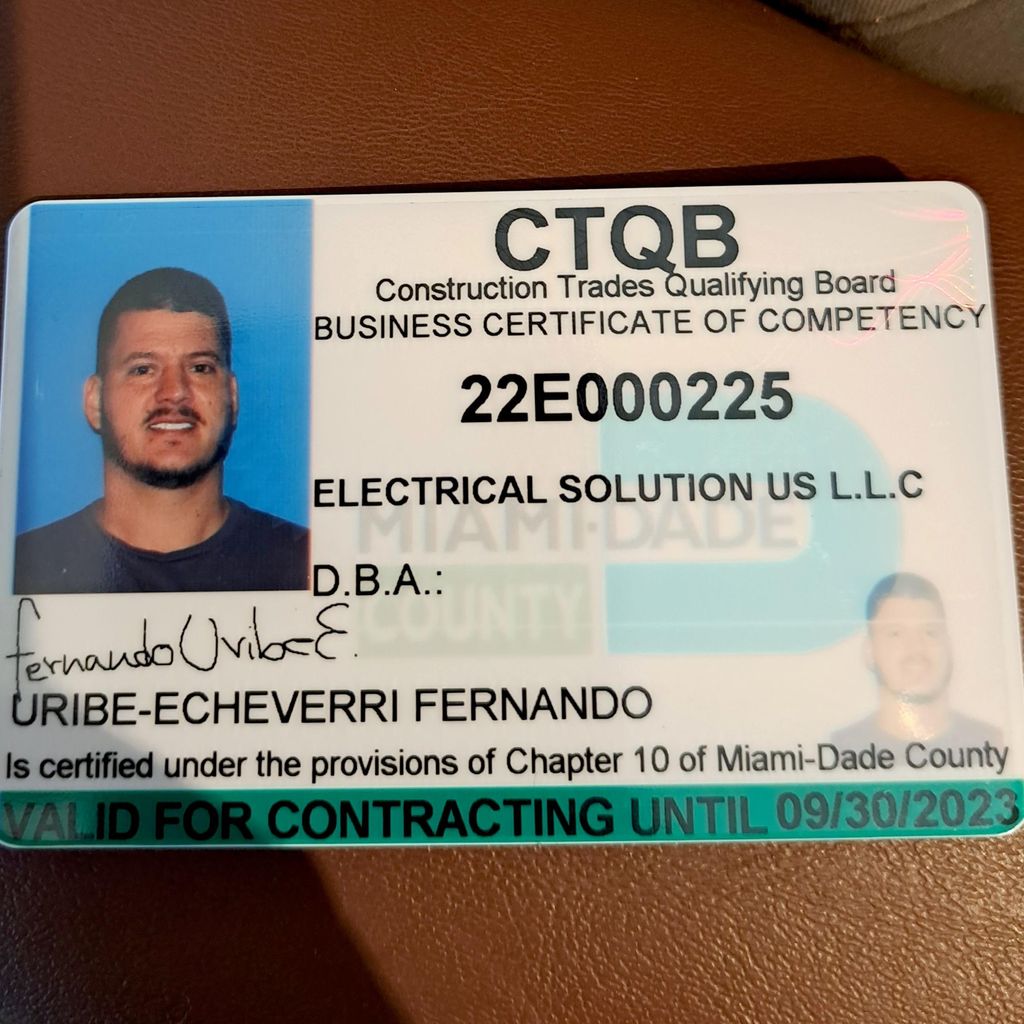 CTQB
Construction Trades Qualifying Board
BUSINESS CERTIFICATE OF COMPETENCY
22E000225
ELECTRICAL SOLUTION US L.L.C
MIAMI-DADE
COUNTY
D.B.A.:
Fernando Uribe E.
URIBE-ECHEVERRI FERNANDO
Is certified under the provisions of Chapter 10 of Miami-Dade County
VALID FOR CONTRACTING UNTIL 09/30/2023